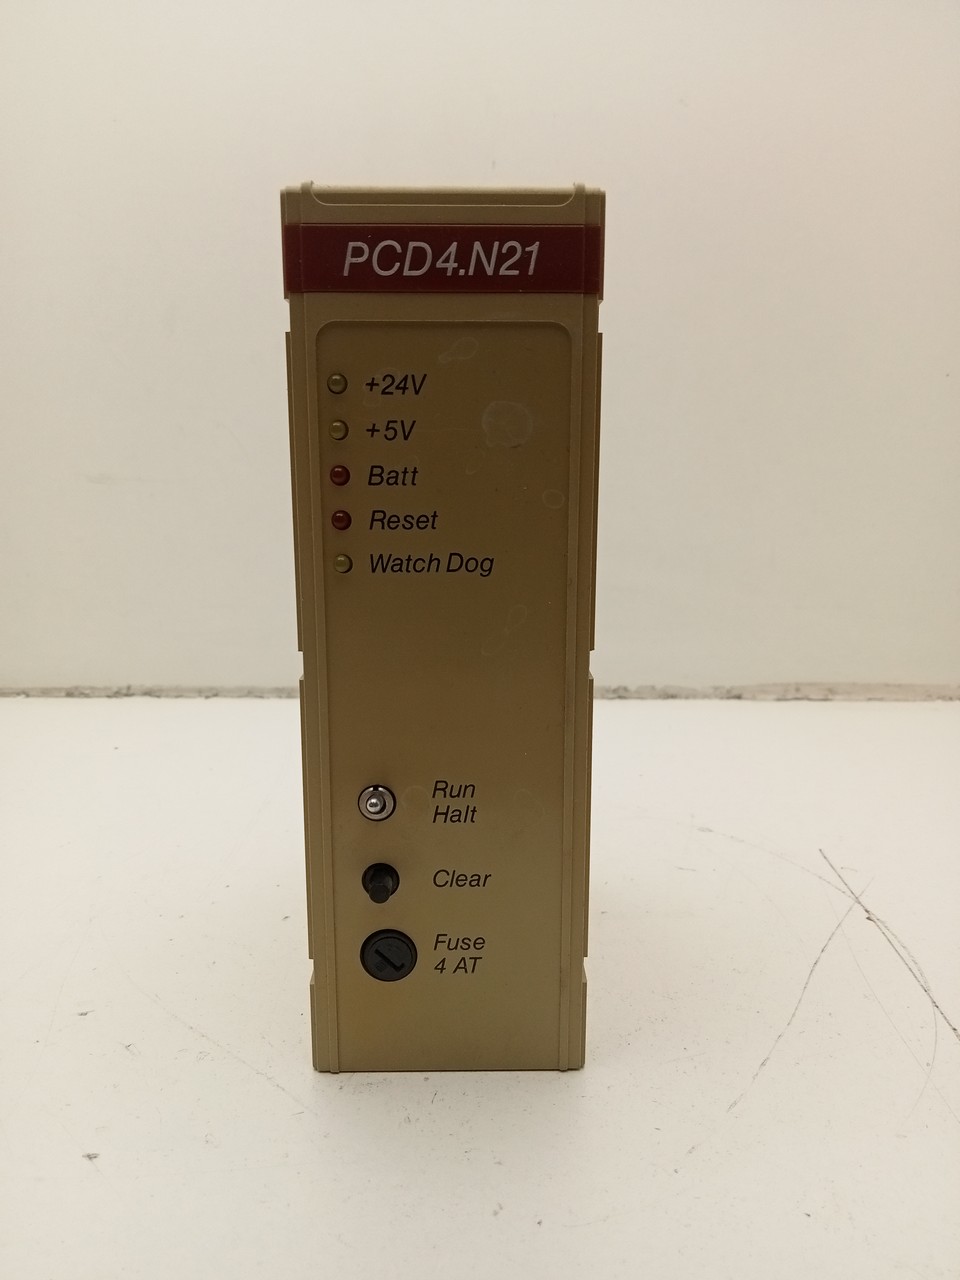 PCD4.N21
+24V
+5V
Batt
Reset
Watch Dog
Run
Halt
Clear
Fuse
4 AT